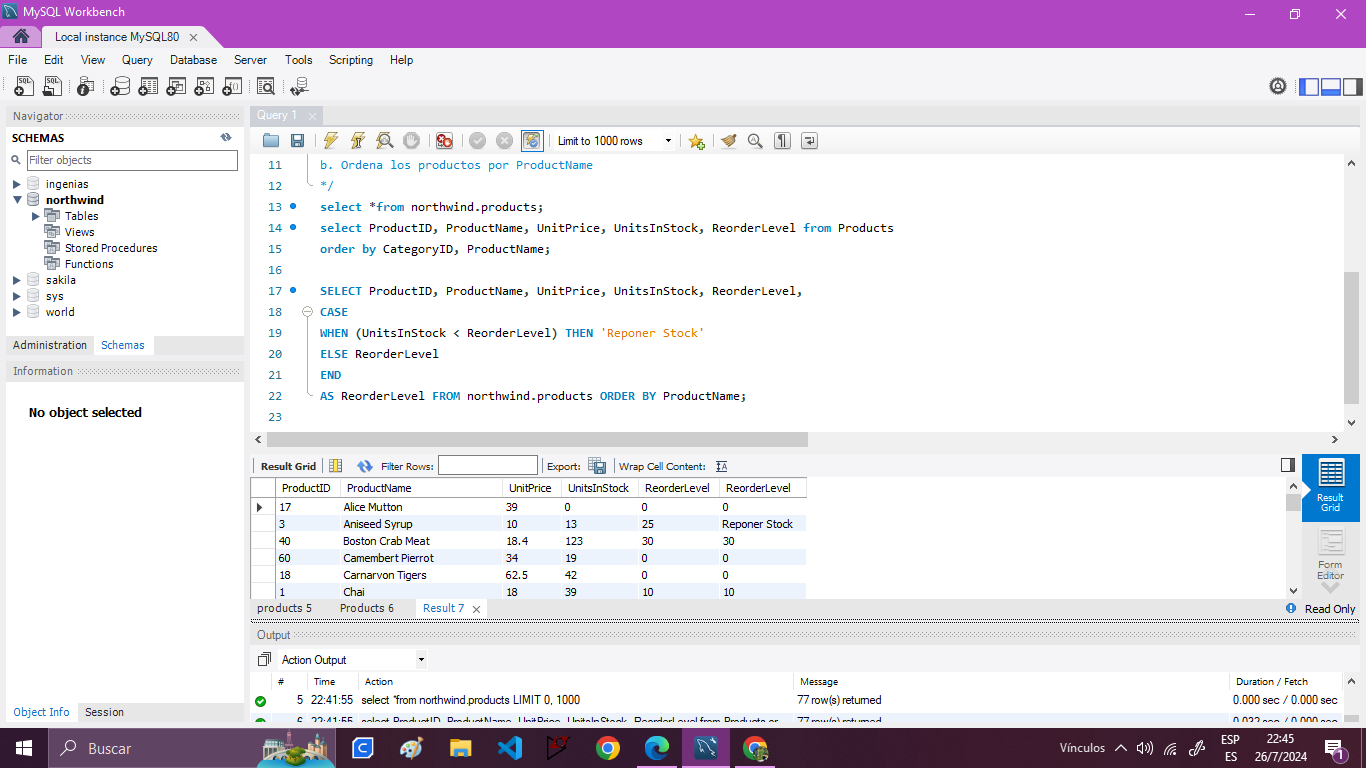 MySQL Workbench
Local instance MySQL80
File Edit View Query Database Server Tools Scripting Help
Navigator
SCHEMAS
Filter objects
ingenias
northwind
Tables
Views
Stored Procedures
Functions
sakila
sys
world
Administration Schemas
Information
No object selected
Object Info Session
Query 1
Limit to 1000 rows
11 b. Ordena los productos por ProductName
12 */
13 select *from northwind.products;
14 select ProductID, ProductName, UnitPrice, UnitsInStock, ReorderLevel from Products
15 order by CategoryID, ProductName;
16
17 SELECT ProductID, ProductName, UnitPrice, UnitsInStock, ReorderLevel,
18 CASE
19 WHEN (UnitsInStock < ReorderLevel) THEN 'Reponer Stock'
20 ELSE ReorderLevel
21 END
22 AS ReorderLevel FROM northwind.products ORDER BY ProductName;
23
Result Grid Filter Rows: Export: Wrap Cell Content:
ProductID ProductName UnitPrice UnitsInStock ReorderLevel ReorderLevel
17 Alice Mutton 39 0 0 0
3 Aniseed Syrup 10 13 25 Reponer Stock
40 Boston Crab Meat 18.4 123 30 30
60 Camembert Pierrot 34 19 0 0
18 Carnarvon Tigers 62.5 42 0 0
1 Chai 18 39 10 10
Result Grid
Form Editor
products 5 Products 6 Result 7 Read Only
Output
Action Output
# Time Action Message Duration / Fetch
5 22:41:55 select *from northwind.products LIMIT 0, 1000 77 row(s) returned 0.000 sec / 0.000 sec
6 22:41:55 select ProductID, ProductName, UnitPrice, UnitsInStock, ReorderLevel from Products or 77 row(s) returned 0.032 sec / 0.000 sec
Buscar
Vínculos
ESP
ES
22:45
26/7/2024
1